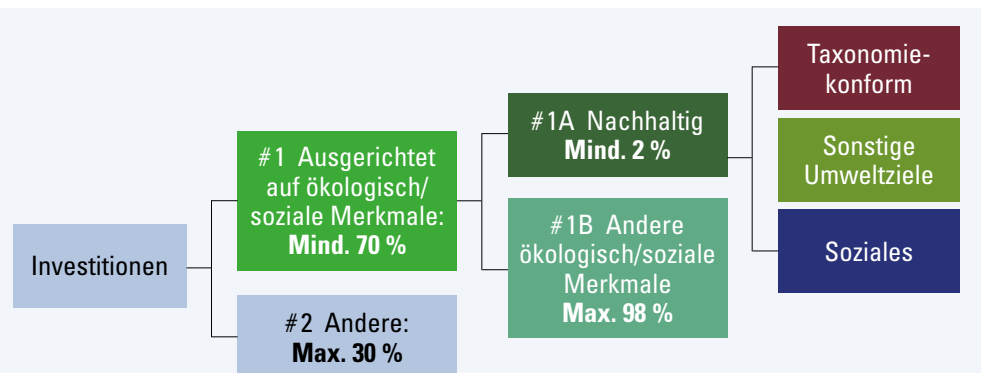 Investitionen
#1 Ausgerichtet
auf ökologisch/
soziale Merkmale:
Mind. 70 %
#2 Andere:
Max. 30 %
#1A Nachhaltig
Mind. 2 %
#1B Andere
ökologisch/soziale
Merkmale
Max. 98 %
Taxonomie-
konform
Sonstige
Umweltziele
Soziales